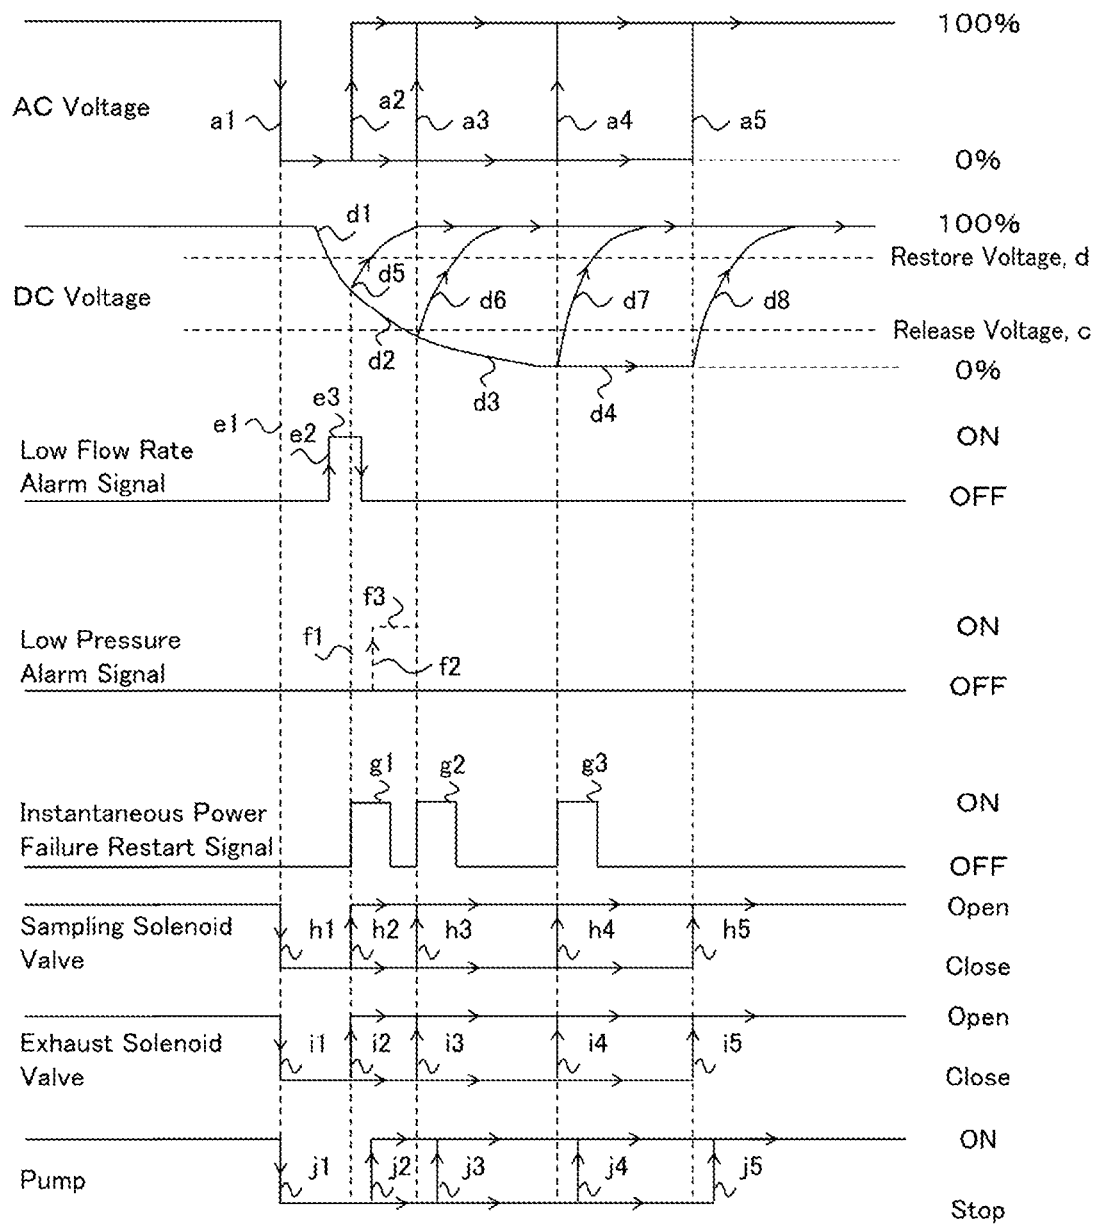 100%
AC Voltage
a1
a2
a3
a4
a5
0%
d1
100%
Restore Voltage, d
DC Voltage
d5
d6
d7
d8
Release Voltage, c
d2
d3
d4
0%
e1
e2
e3
Low Flow Rate
Alarm Signal
ON
OFF
f3
Low Pressure
Alarm Signal
f1
f2
ON
OFF
g1
g2
g3
Instantaneous Power
Failure Restart Signal
ON
OFF
Sampling Solenoid
Valve
h1
h2
h3
h4
h5
Open
Close
Exhaust Solenoid
Valve
i1
i2
i3
i4
i5
Open
Close
Pump
j1
j2
j3
j4
j5
ON
Stop